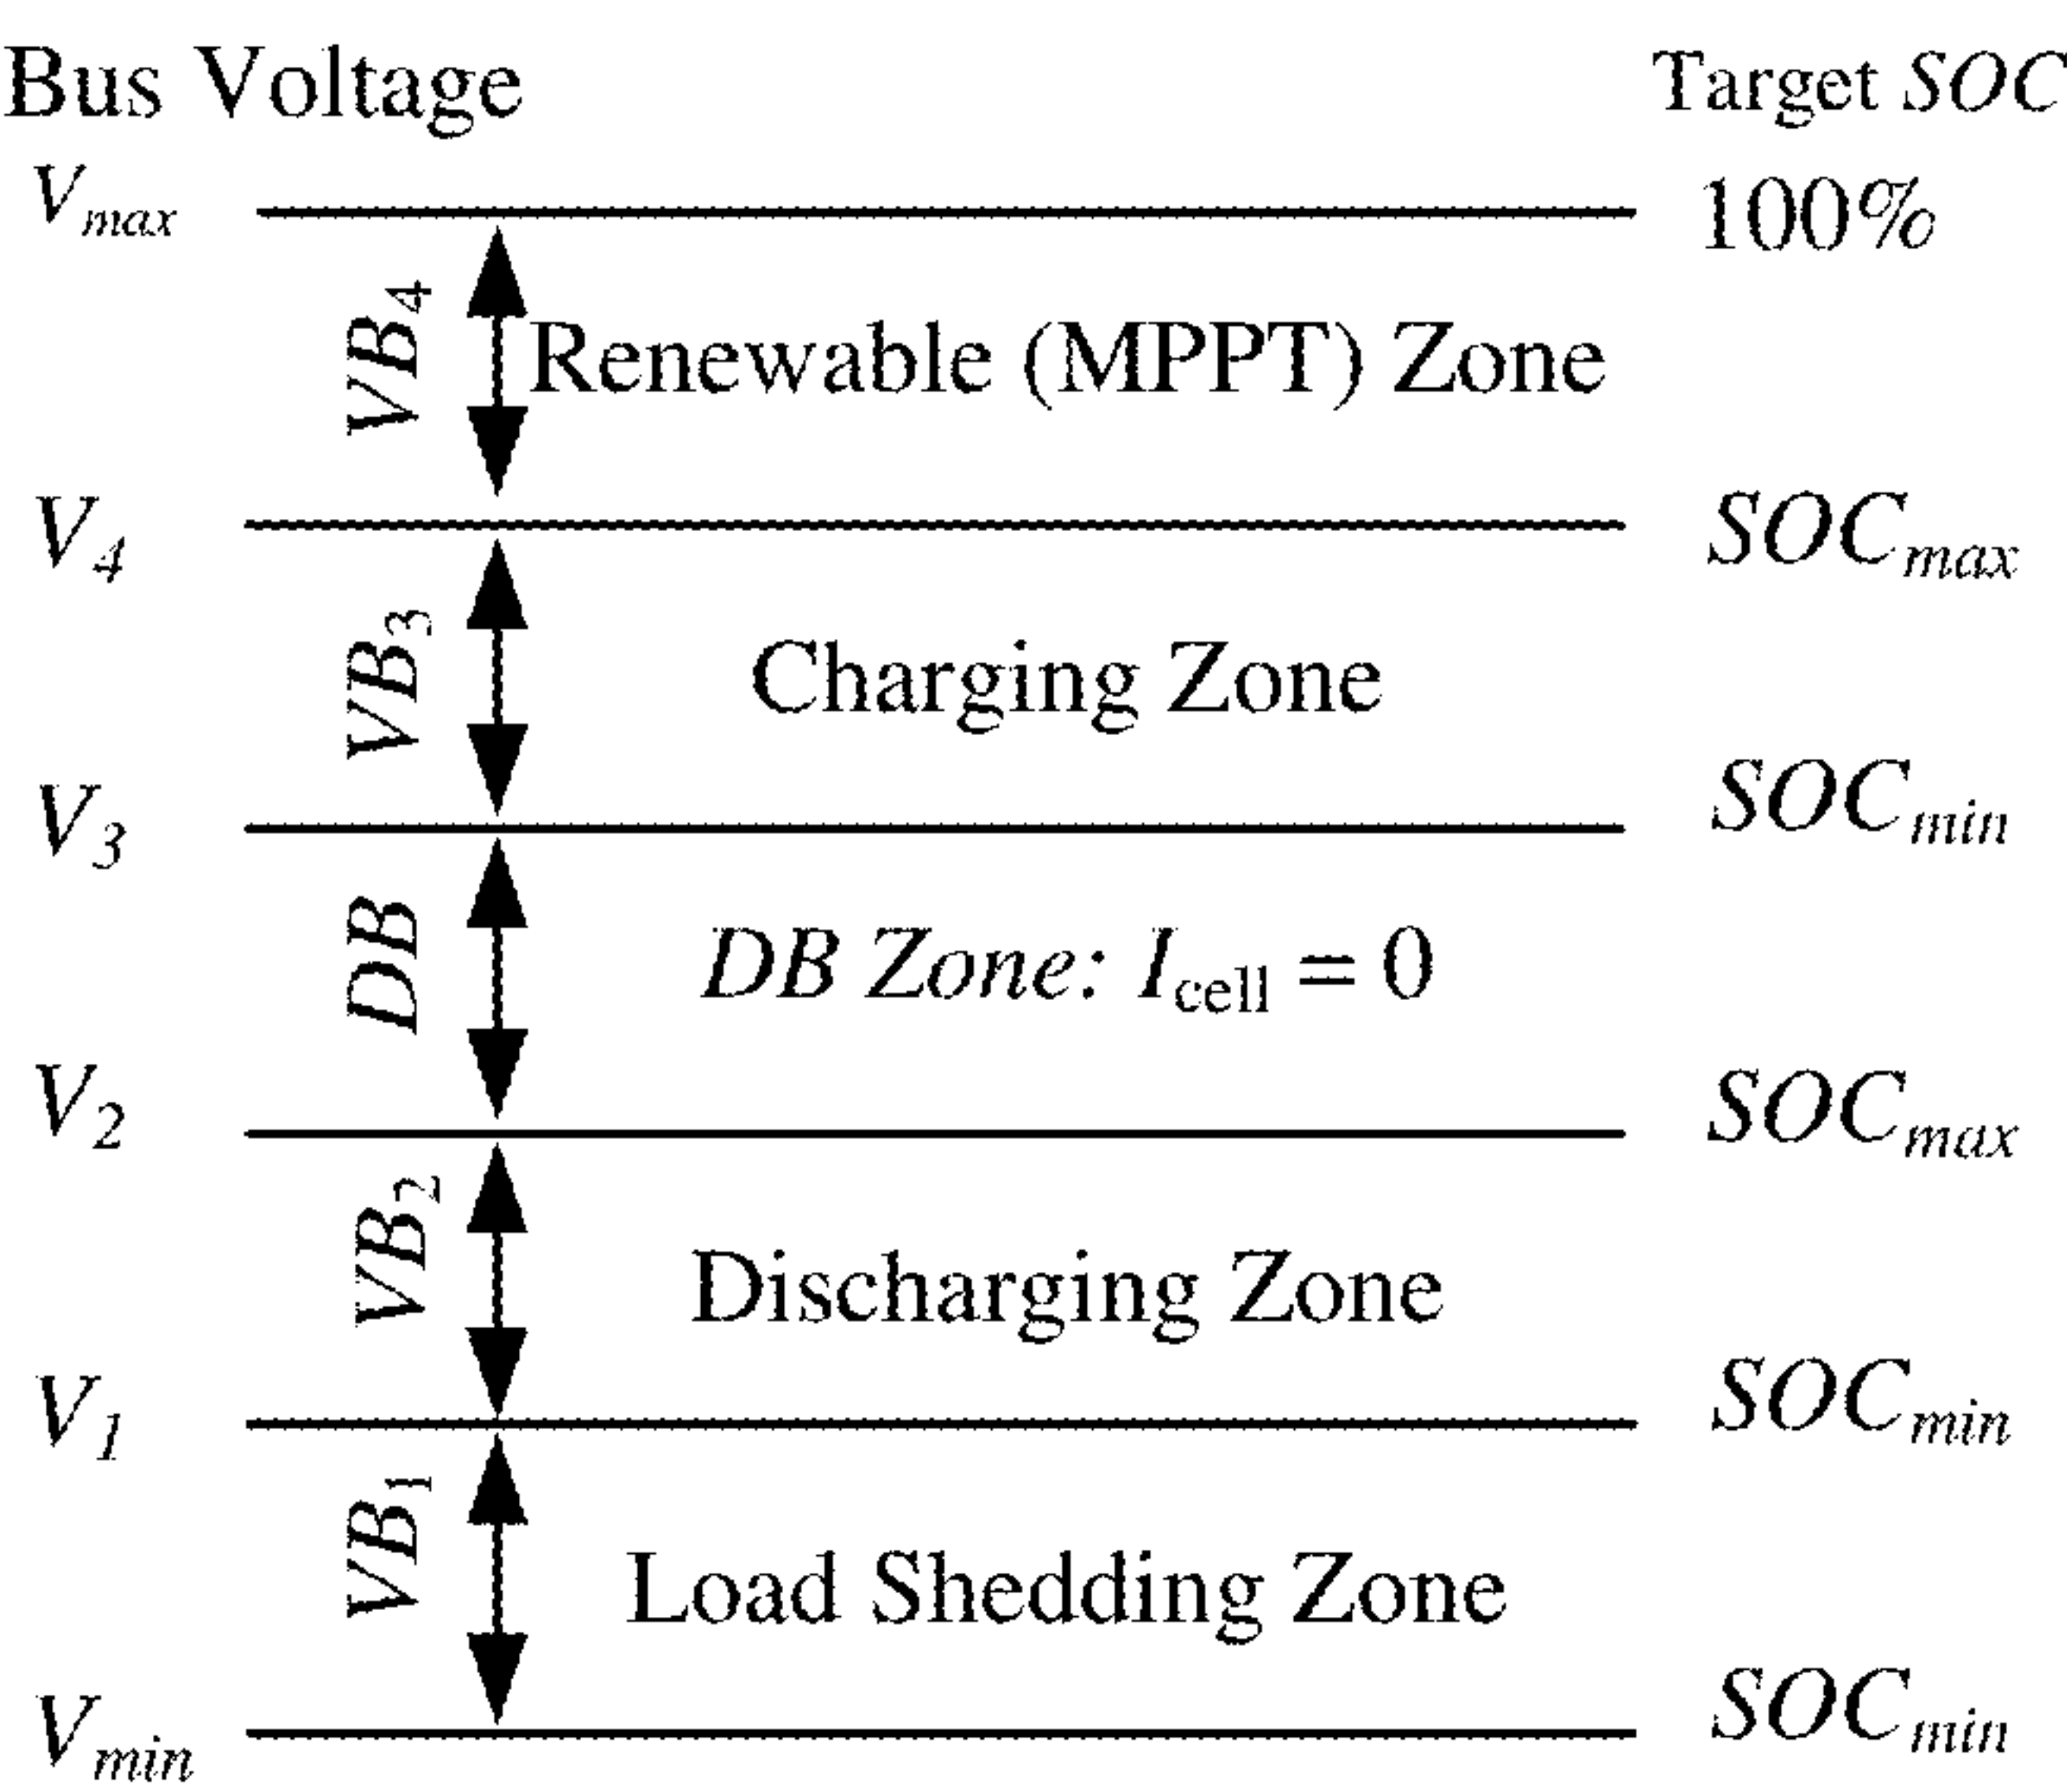 Bus Voltage Target SOC
Vmax 100%
VB4 Renewable (MPPT) Zone
V4 SOCmax
VB3 Charging Zone
V3 SOCmin
DB DB Zone: Icell = 0
V2 SOCmax
VB2 Discharging Zone
V1 SOCmin
VB1 Load Shedding Zone
Vmin SOCmin